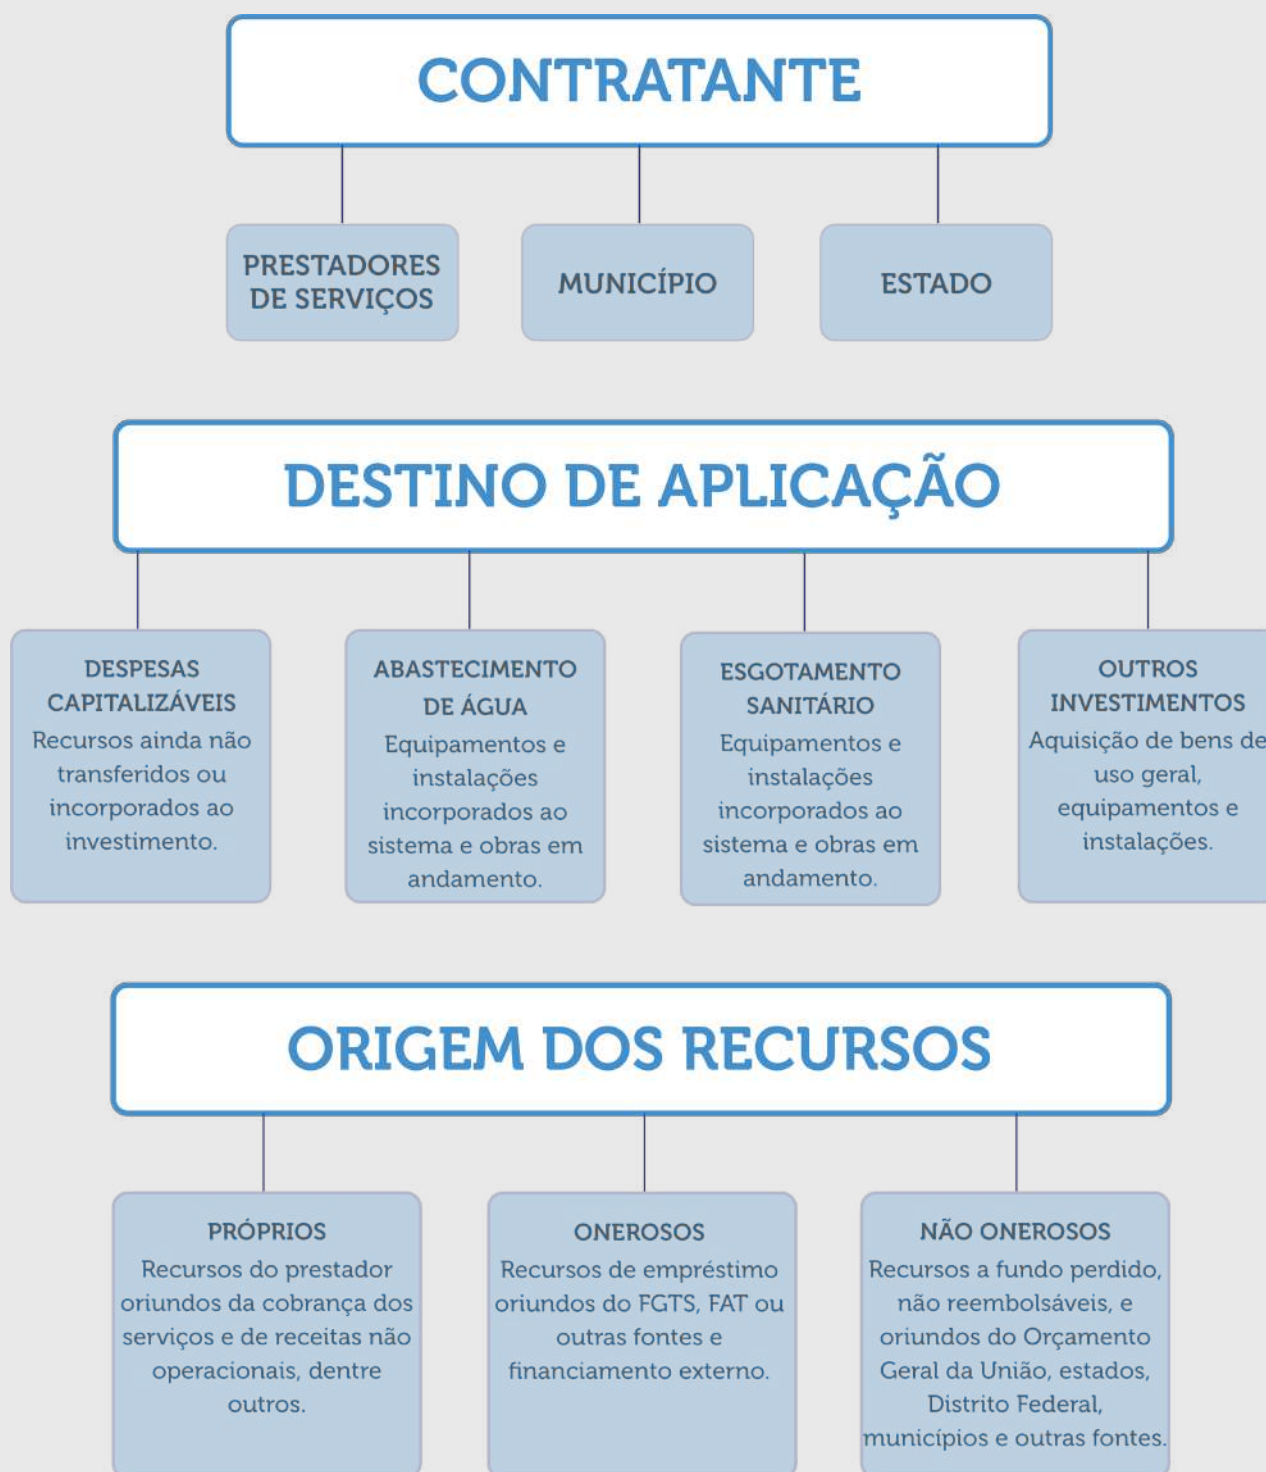 CONTRATANTE
PRESTADORES
DE SERVIÇOS
MUNICÍPIO
ESTADO
DESTINO DE APLICAÇÃO
DESPESAS
CAPITALIZÁVEIS
Recursos ainda não
transferidos ou
incorporados ao
investimento.
ABASTECIMENTO
DE ÁGUA
Equipamentos e
instalações
incorporados ao
sistema e obras em
andamento.
ESGOTAMENTO
SANITÁRIO
Equipamentos e
instalações
incorporados ao
sistema e obras em
andamento.
OUTROS
INVESTIMENTOS
Aquisição de bens de
uso geral,
equipamentos e
instalações.
ORIGEM DOS RECURSOS
PRÓPRIOS
Recursos do prestador
oriundos da cobrança dos
serviços e de receitas não
operacionais, dentre
outros.
ONEROSOS
Recursos de empréstimo
oriundos do FGTS, FAT ou
outras fontes e
financiamento externo.
NÃO ONEROSOS
Recursos a fundo perdido,
não reembolsáveis, e
oriundos do Orçamento
Geral da União, estados,
Distrito Federal,
municípios e outras fontes.